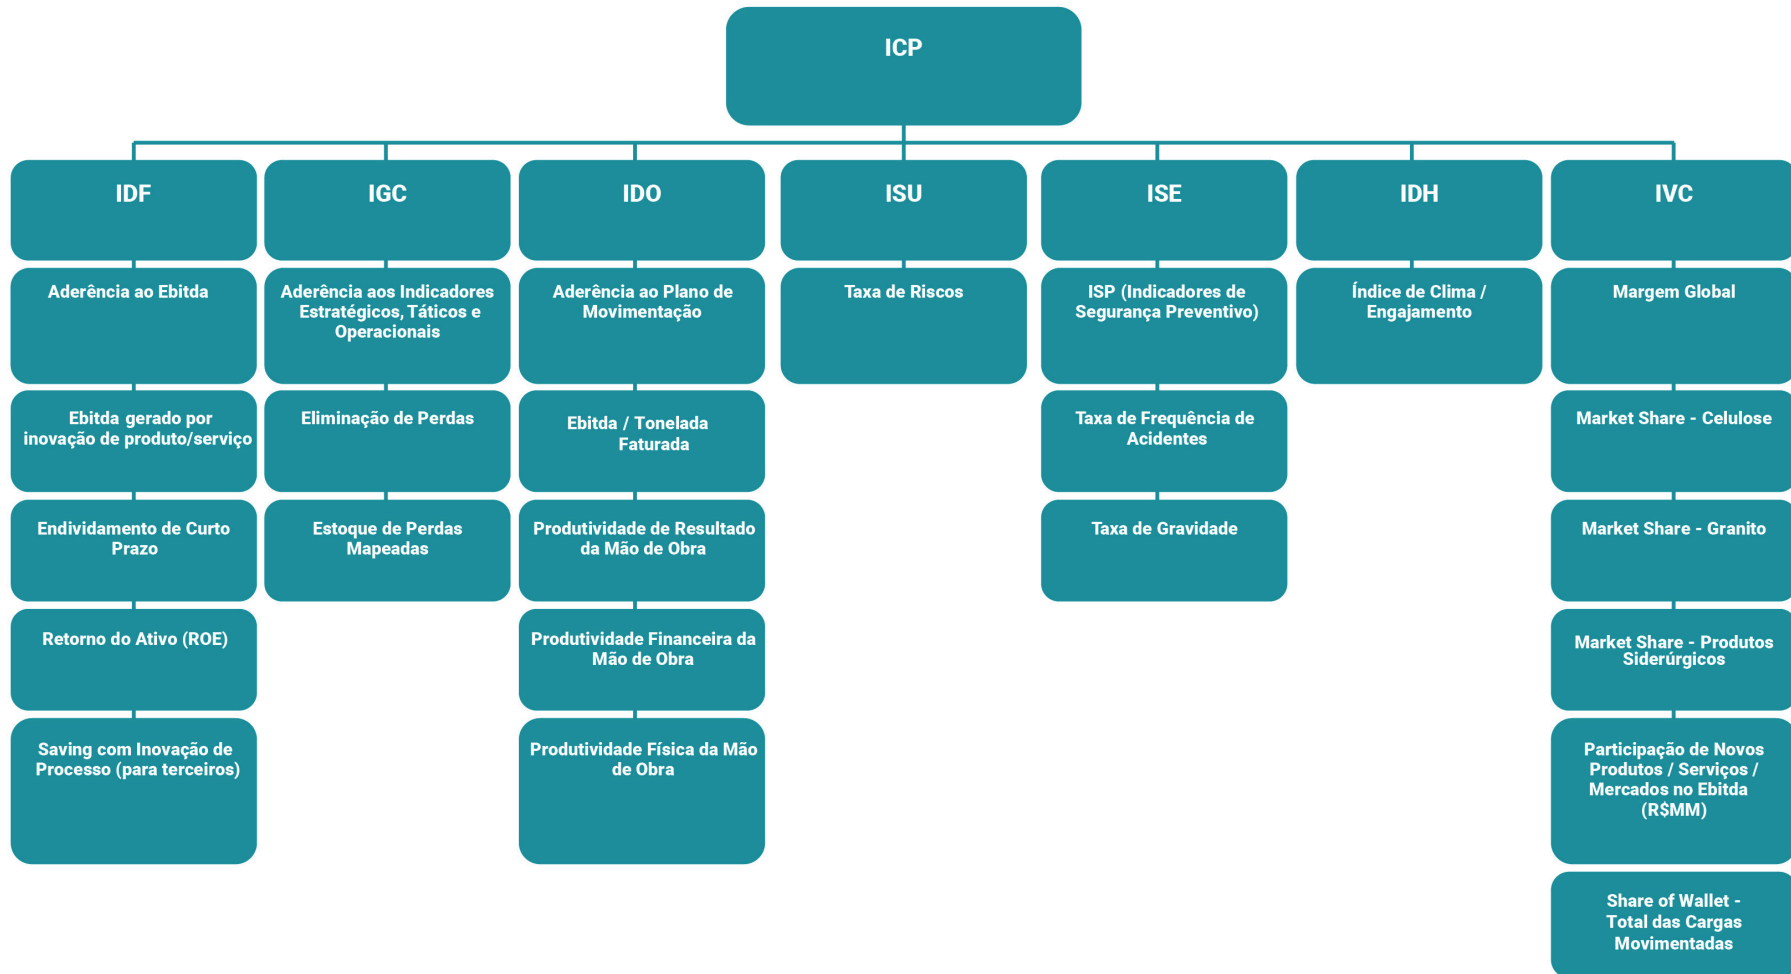 ICP
IDF
Aderência ao Ebitda
Ebitda gerado por
inovação de produto/serviço
Endividamento de Curto
Prazo
Retorno do Ativo (ROE)
Saving com Inovação de
Processo (para terceiros)
IGC
Aderência aos Indicadores
Estratégicos, Táticos e
Operacionais
Eliminação de Perdas
Estoque de Perdas
Mapeadas
IDO
Aderência ao Plano de
Movimentação
Ebitda / Tonelada
Faturada
Produtividade de Resultado
da Mão de Obra
Produtividade Financeira da
Mão de Obra
Produtividade Física da Mão
de Obra
ISU
Taxa de Riscos
ISE
ISP (Indicadores de
Segurança Preventivo)
Taxa de Frequência de
Acidentes
Taxa de Gravidade
IDH
Índice de Clima /
Engajamento
IVC
Margem Global
Market Share - Celulose
Market Share - Granito
Market Share - Produtos
Siderúrgicos
Participação de Novos
Produtos / Serviços /
Mercados no Ebitda
(R$MM)
Share of Wallet -
Total das Cargas
Movimentadas